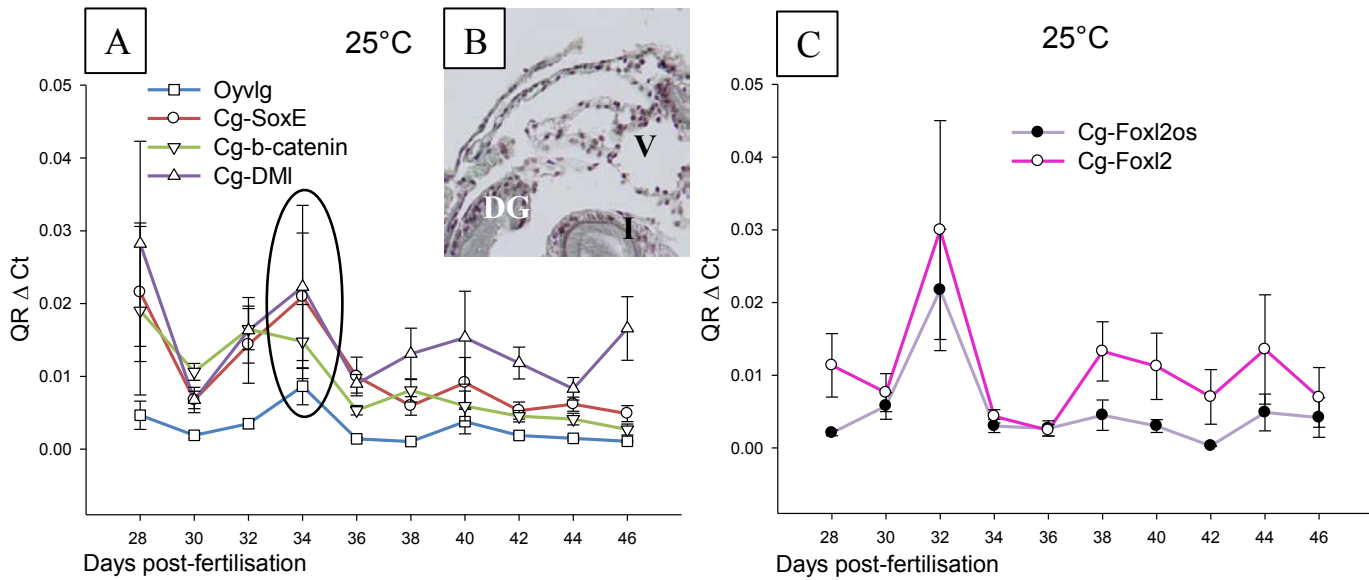 A
25°C
Oyvlg
Cg-SoxE
Cg-b-catenin
Cg-DMl
QR Δ Ct
0.05
0.04
0.03
0.02
0.01
0.00
28 30 32 34 36 38 40 42 44 46
Days post-fertilisation
B
V
DG
I
C
25°C
Cg-Foxl2os
Cg-Foxl2
QR Δ Ct
0.05
0.04
0.03
0.02
0.01
0.00
28 30 32 34 36 38 40 42 44 46
Days post-fertilisation